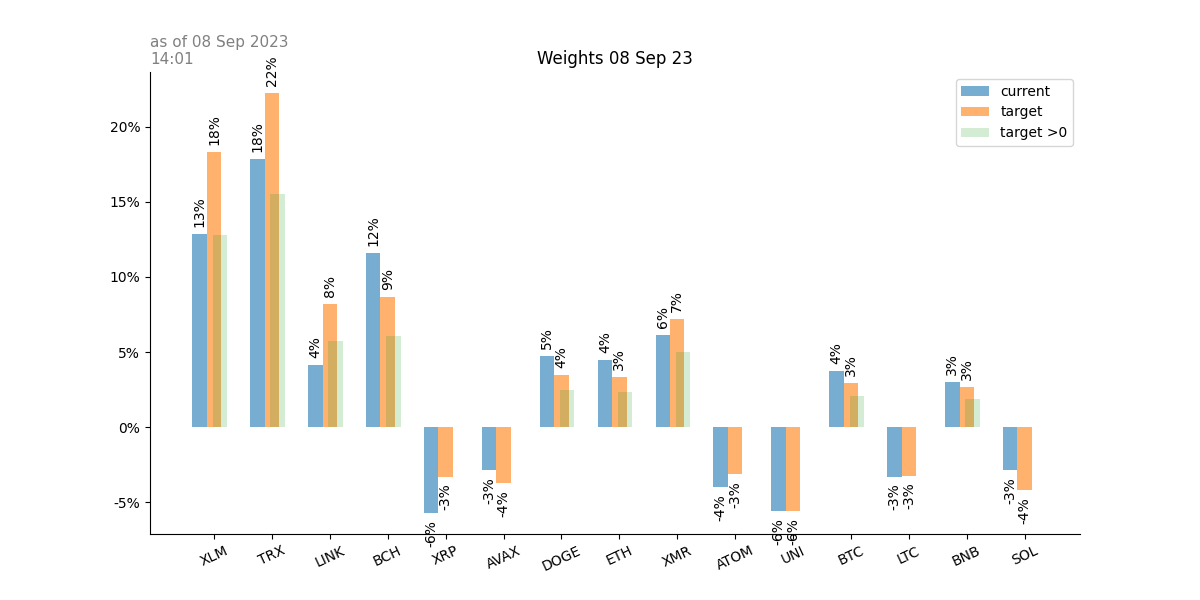 as of 08 Sep 2023
14:01
Weights 08 Sep 23
current
target
target >0
20%
15%
10%
5%
0%
-5%
13%
18%
18%
22%
4%
8%
12%
9%
-6%
-3%
-3%
-4%
5%
4%
4%
3%
6%
7%
-4%
-3%
-6%
-6%
4%
3%
-3%
-3%
3%
3%
-3%
-4%
XLM
TRX
LINK
BCH
XRP
AVAX
DOGE
ETH
XMR
ATOM
UNI
BTC
LTC
BNB
SOL